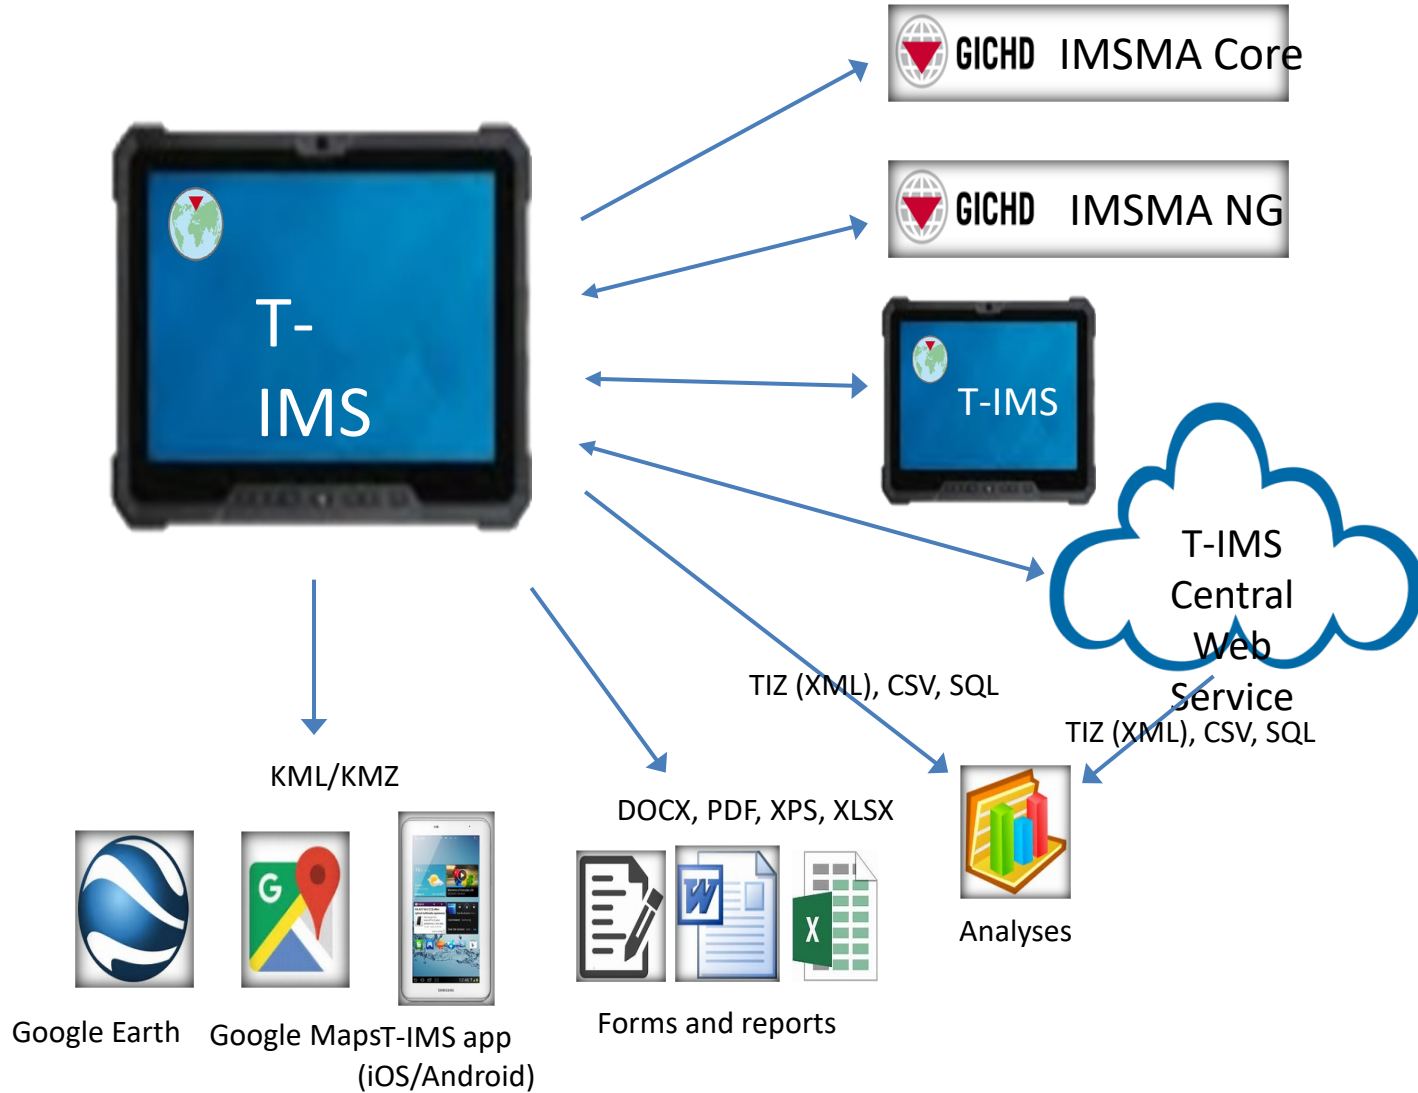 GICHD IMSMA Core
GICHD IMSMA NG
T-
IMS
T-IMS
T-IMS
Central
Web
Service
TIZ (XML), CSV, SQL
TIZ (XML), CSV, SQL
KML/KMZ
DOCX, PDF, XPS, XLSX
G
W
X
Analyses
Google Earth
Google Maps
T-IMS app
(iOS/Android)
Forms and reports